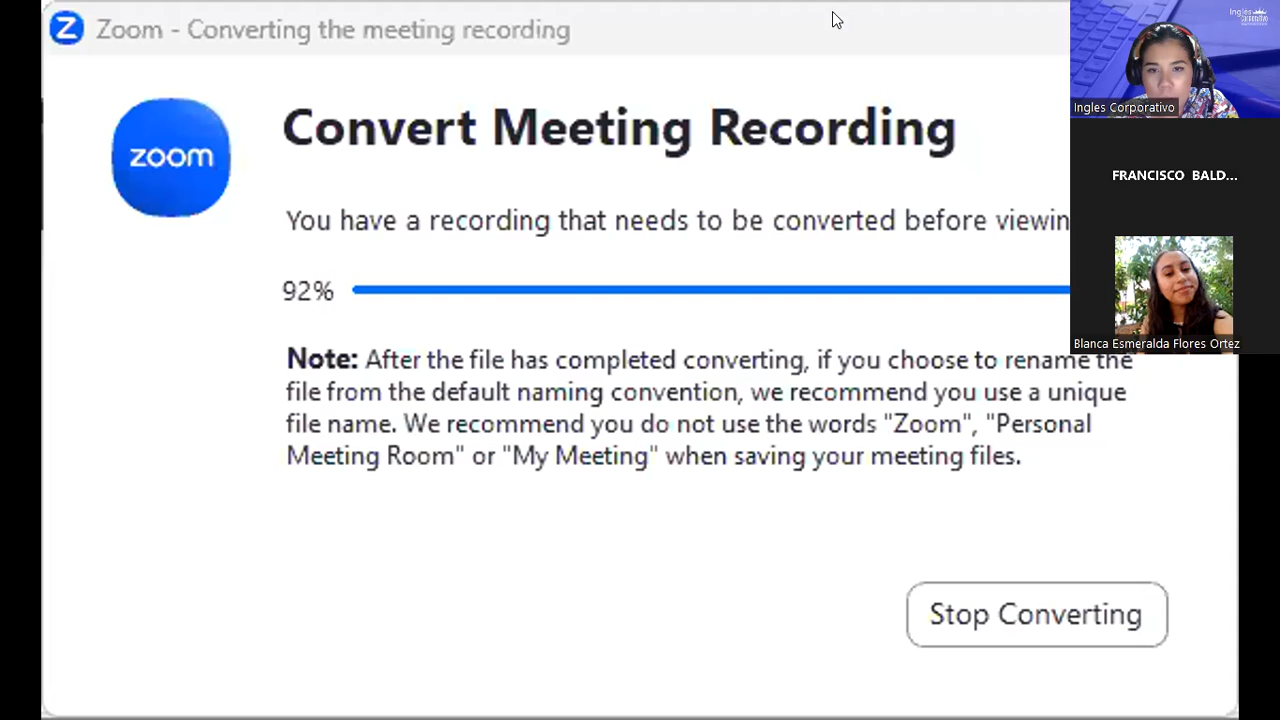 Zoom - Converting the meeting recording
zoom
Convert Meeting Recording
You have a recording that needs to be converted before viewin
92%
Note: After the file has completed converting, if you choose to rename the
file from the default naming convention, we recommend you use a unique
file name. We recommend you do not use the words "Zoom", "Personal
Meeting Room" or "My Meeting" when saving your meeting files.
Stop Converting
Ingles
Corporativo
Ingles Corporativo
FRANCISCO BALD...
Blanca Esmeralda Flores Ortez